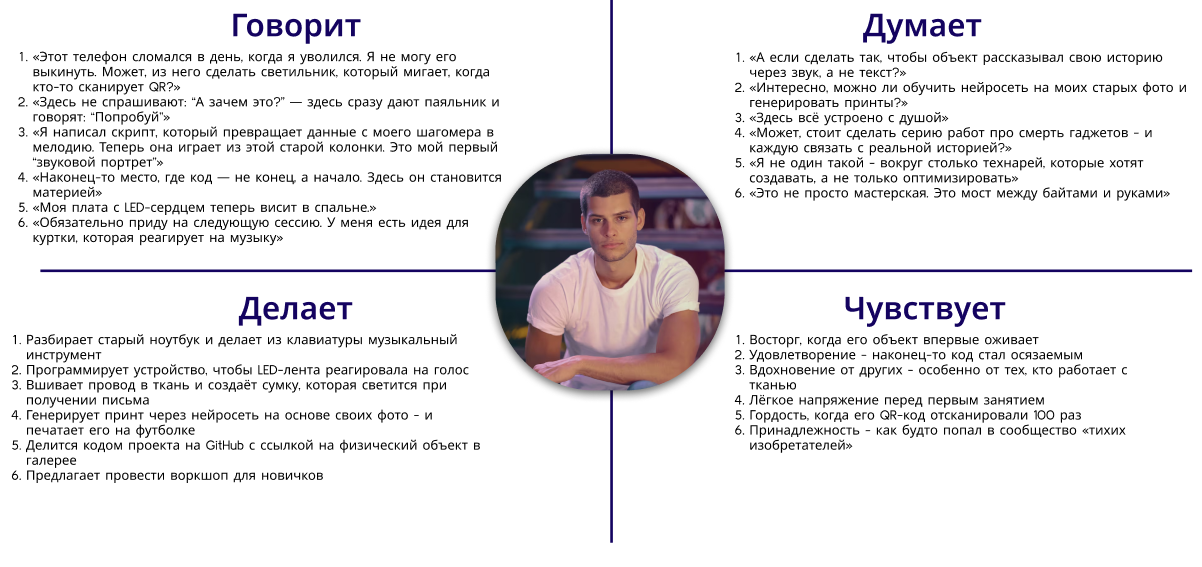 Говорит
1. «Этот телефон сломался в день, когда я уволился. Я не могу его
выкинуть. Может, из него сделать светильник, который мигает, когда
кто-то сканирует QR?»
2. «Здесь не спрашивают: “А зачем это?” — здесь сразу дают паяльник и
говорят: “Попробуй”»
3. «Я написал скрипт, который превращает данные с моего шагомера в
мелодию. Теперь она играет из этой старой колонки. Это мой первый
“звуковой портрет”»
4. «Наконец-то место, где код — не конец, а начало. Здесь он становится
материей»
5. «Моя плата с LED-сердцем теперь висит в спальне.»
6. «Обязательно приду на следующую сессию. У меня есть идея для
куртки, которая реагирует на музыку»
Думает
1. «А если сделать так, чтобы объект рассказывал свою историю
через звук, а не текст?»
2. «Интересно, можно ли обучить нейросеть на моих старых фото и
генерировать принты?»
3. «Здесь всё устроено с душой»
4. «Может, стоит сделать серию работ про смерть гаджетов - и
каждую связать с реальной историей?»
5. «Я не один такой - вокруг столько технарей, которые хотят
создавать, а не только оптимизировать»
6. «Это не просто мастерская. Это мост между байтами и руками»
Делает
1. Разбирает старый ноутбук и делает из клавиатуры музыкальный
инструмент
2. Программирует устройство, чтобы LED-лента реагировала на голос
3. Вшивает провод в ткань и создаёт сумку, которая светится при
получении письма
4. Генерирует принт через нейросеть на основе своих фото - и
печатает его на футболке
5. Делится кодом проекта на GitHub с ссылкой на физический объект в
галерее
6. Предлагает провести воркшоп для новичков
Чувствует
1. Восторг, когда его объект впервые оживает
2. Удовлетворение - наконец-то код стал осязаемым
3. Вдохновение от других - особенно от тех, кто работает с
тканью
4. Лёгкое напряжение перед первым занятием
5. Гордость, когда его QR-код отсканировали 100 раз
6. Принадлежность - как будто попал в сообщество «тихих
изобретателей»